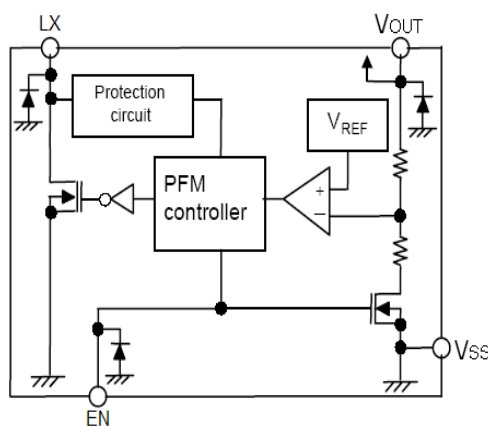 LX
VOUT
Protection
circuit
VREF
PFM
controller
+
−
VSS
EN